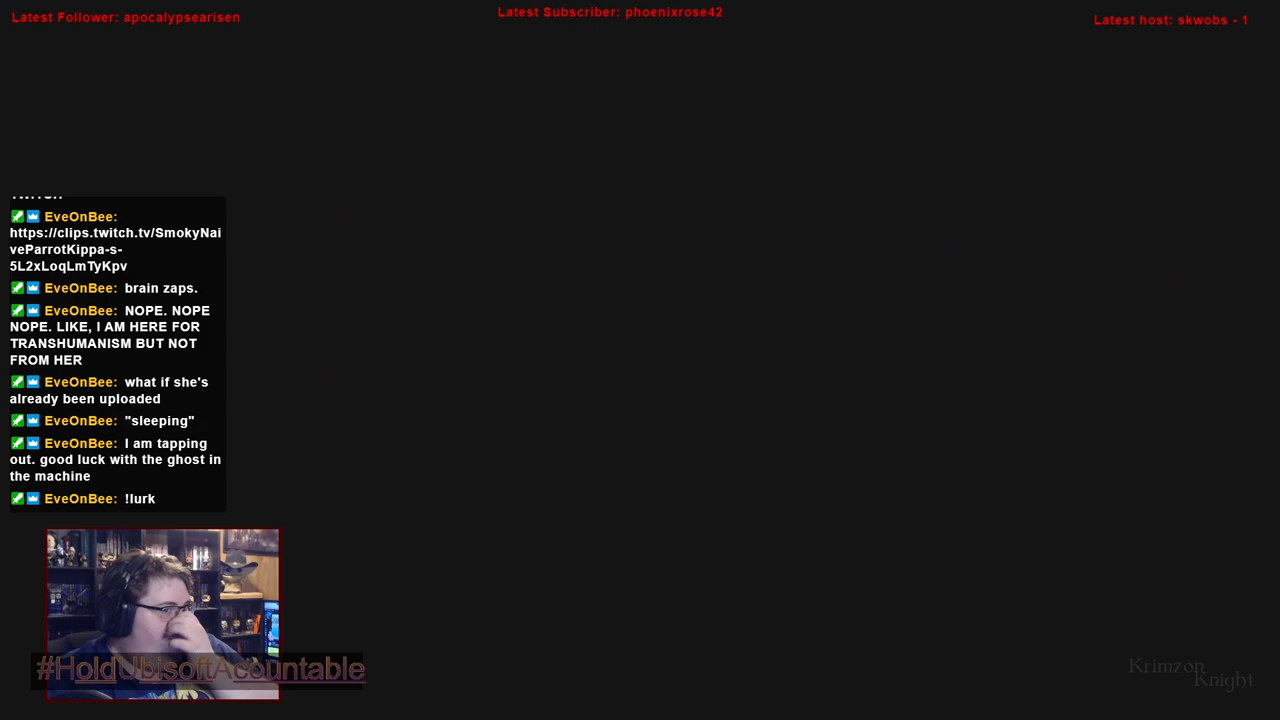 Latest Follower: apocalypsearisen
Latest Subscriber: phoenixrose42
Latest host: skwobs - 1
EveOnBee:
https://clips.twitch.tv/SmokyNai
veParrotKippa-s-
5L2xLoqLmTyKpv
EveOnBee: brain zaps.
EveOnBee: NOPE. NOPE
NOPE. LIKE, I AM HERE FOR
TRANSHUMANISM BUT NOT
FROM HER
EveOnBee: what if she's
already been uploaded
EveOnBee: "sleeping"
EveOnBee: I am tapping
out. good luck with the ghost in
the machine
EveOnBee: !lurk
#HoldUbisoftAcountable
Krimzon
Knight